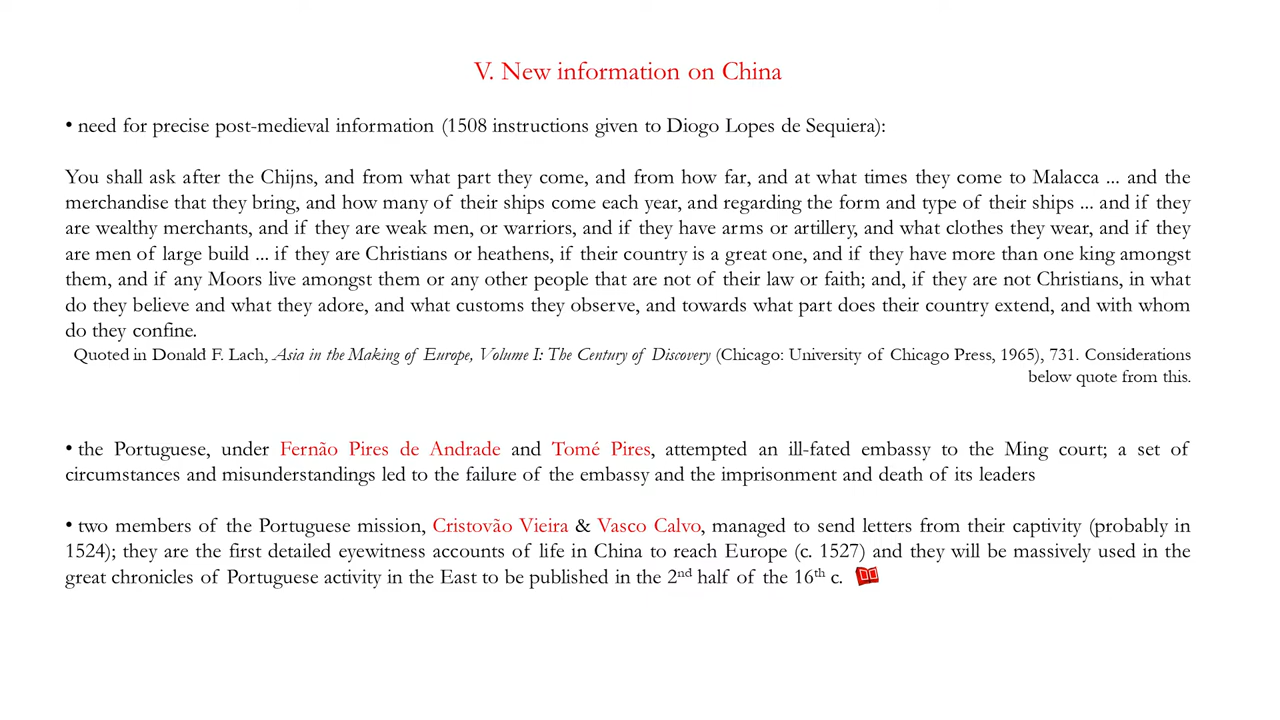 V. New information on China
• need for precise post-medieval information (1508 instructions given to Diogo Lopes de Sequiera):
You shall ask after the Chijns, and from what part they come, and from how far, and at what times they come to Malacca ... and the
merchandise that they bring, and how many of their ships come each year, and regarding the form and type of their ships ... and if they
are wealthy merchants, and if they are weak men, or warriors, and if they have arms or artillery, and what clothes they wear, and if they
are men of large build ... if they are Christians or heathens, if their country is a great one, and if they have more than one king amongst
them, and if any Moors live amongst them or any other people that are not of their law or faith; and, if they are not Christians, in what
do they believe and what they adore, and what customs they observe, and towards what part does their country extend, and with whom
do they confine.
Quoted in Donald F. Lach, Asia in the Making of Europe, Volume I: The Century of Discovery (Chicago: University of Chicago Press, 1965), 731. Considerations
below quote from this.
• the Portuguese, under Fernão Pires de Andrade and Tomé Pires, attempted an ill-fated embassy to the Ming court; a set of
circumstances and misunderstandings led to the failure of the embassy and the imprisonment and death of its leaders
• two members of the Portuguese mission, Cristovão Vieira & Vasco Calvo, managed to send letters from their captivity (probably in
1524); they are the first detailed eyewitness accounts of life in China to reach Europe (c. 1527) and they will be massively used in the
great chronicles of Portuguese activity in the East to be published in the 2nd half of the 16th c.